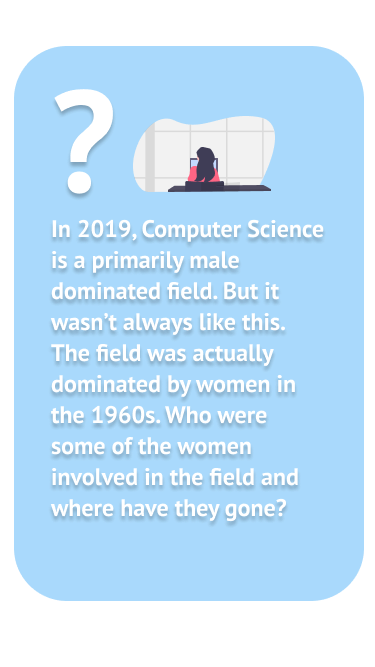 ?
In 2019, Computer Science
is a primarily male
dominated field. But it
wasn't always like this.
The field was actually
dominated by women in
the 1960s. Who were
some of the women
involved in the field and
where have they gone?